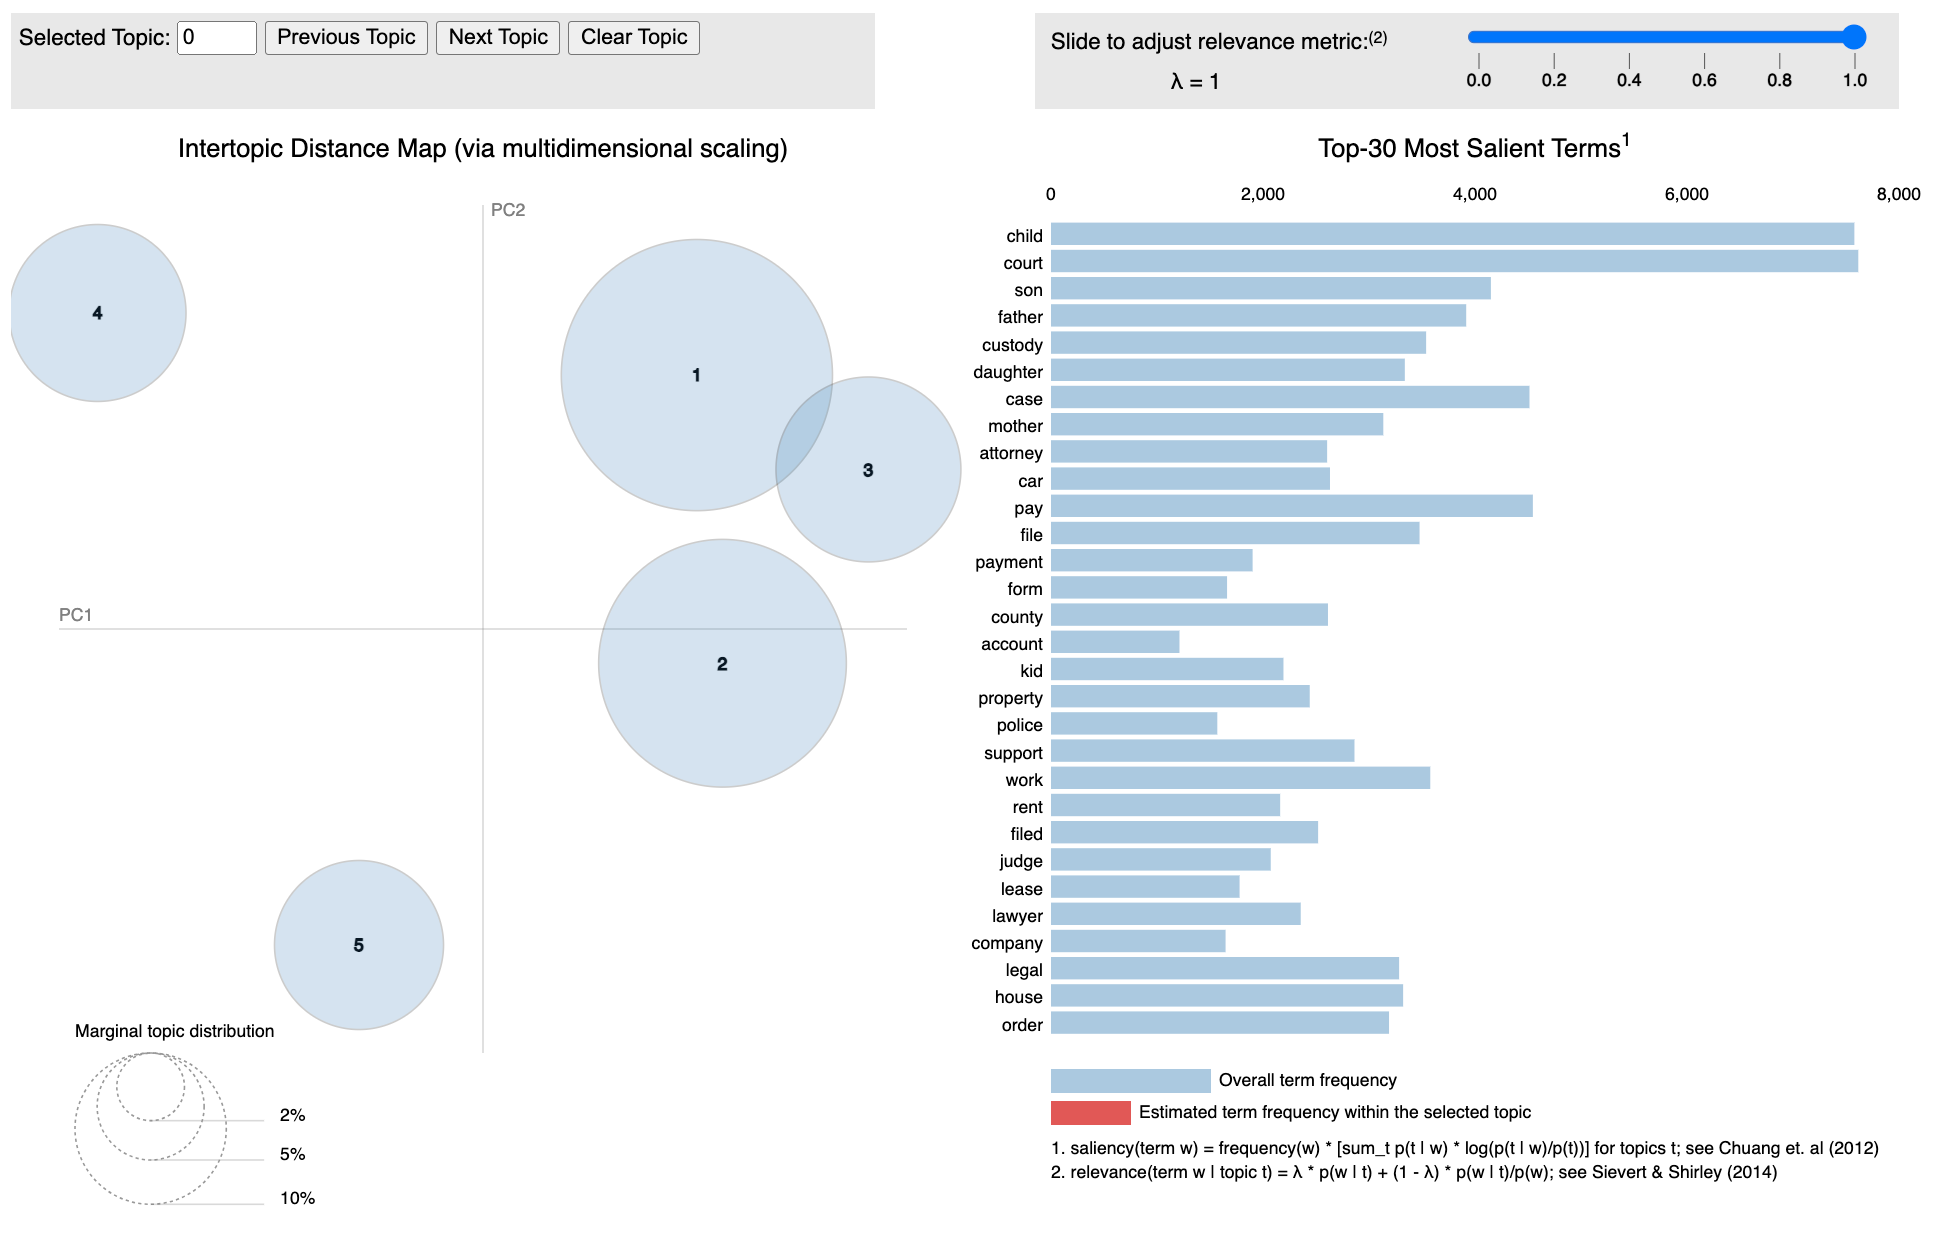 Selected Topic: 0 Previous Topic Next Topic Clear Topic
Slide to adjust relevance metric:(2)
λ = 1
0.0 0.2 0.4 0.6 0.8 1.0
Intertopic Distance Map (via multidimensional scaling)
PC2
PC1
4
1
3
2
5
Marginal topic distribution
2%
5%
10%
Top-30 Most Salient Terms1
0 2,000 4,000 6,000 8,000
child
court
son
father
custody
daughter
case
mother
attorney
car
pay
file
payment
form
county
account
kid
property
police
support
work
rent
filed
judge
lease
lawyer
company
legal
house
order
Overall term frequency
Estimated term frequency within the selected topic
1. saliency(term w) = frequency(w) * [sum_t p(t | w) * log(p(t | w)/p(t))] for topics t; see Chuang et. al (2012)
2. relevance(term w | topic t) = λ * p(w | t) + (1 - λ) * p(w | t)/p(w); see Sievert & Shirley (2014)